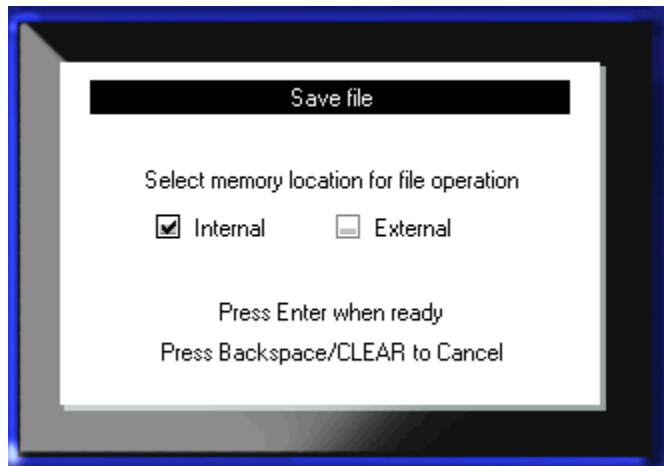 Save file
Select memory location for file operation
Internal External
Press Enter when ready
Press Backspace/CLEAR to Cancel